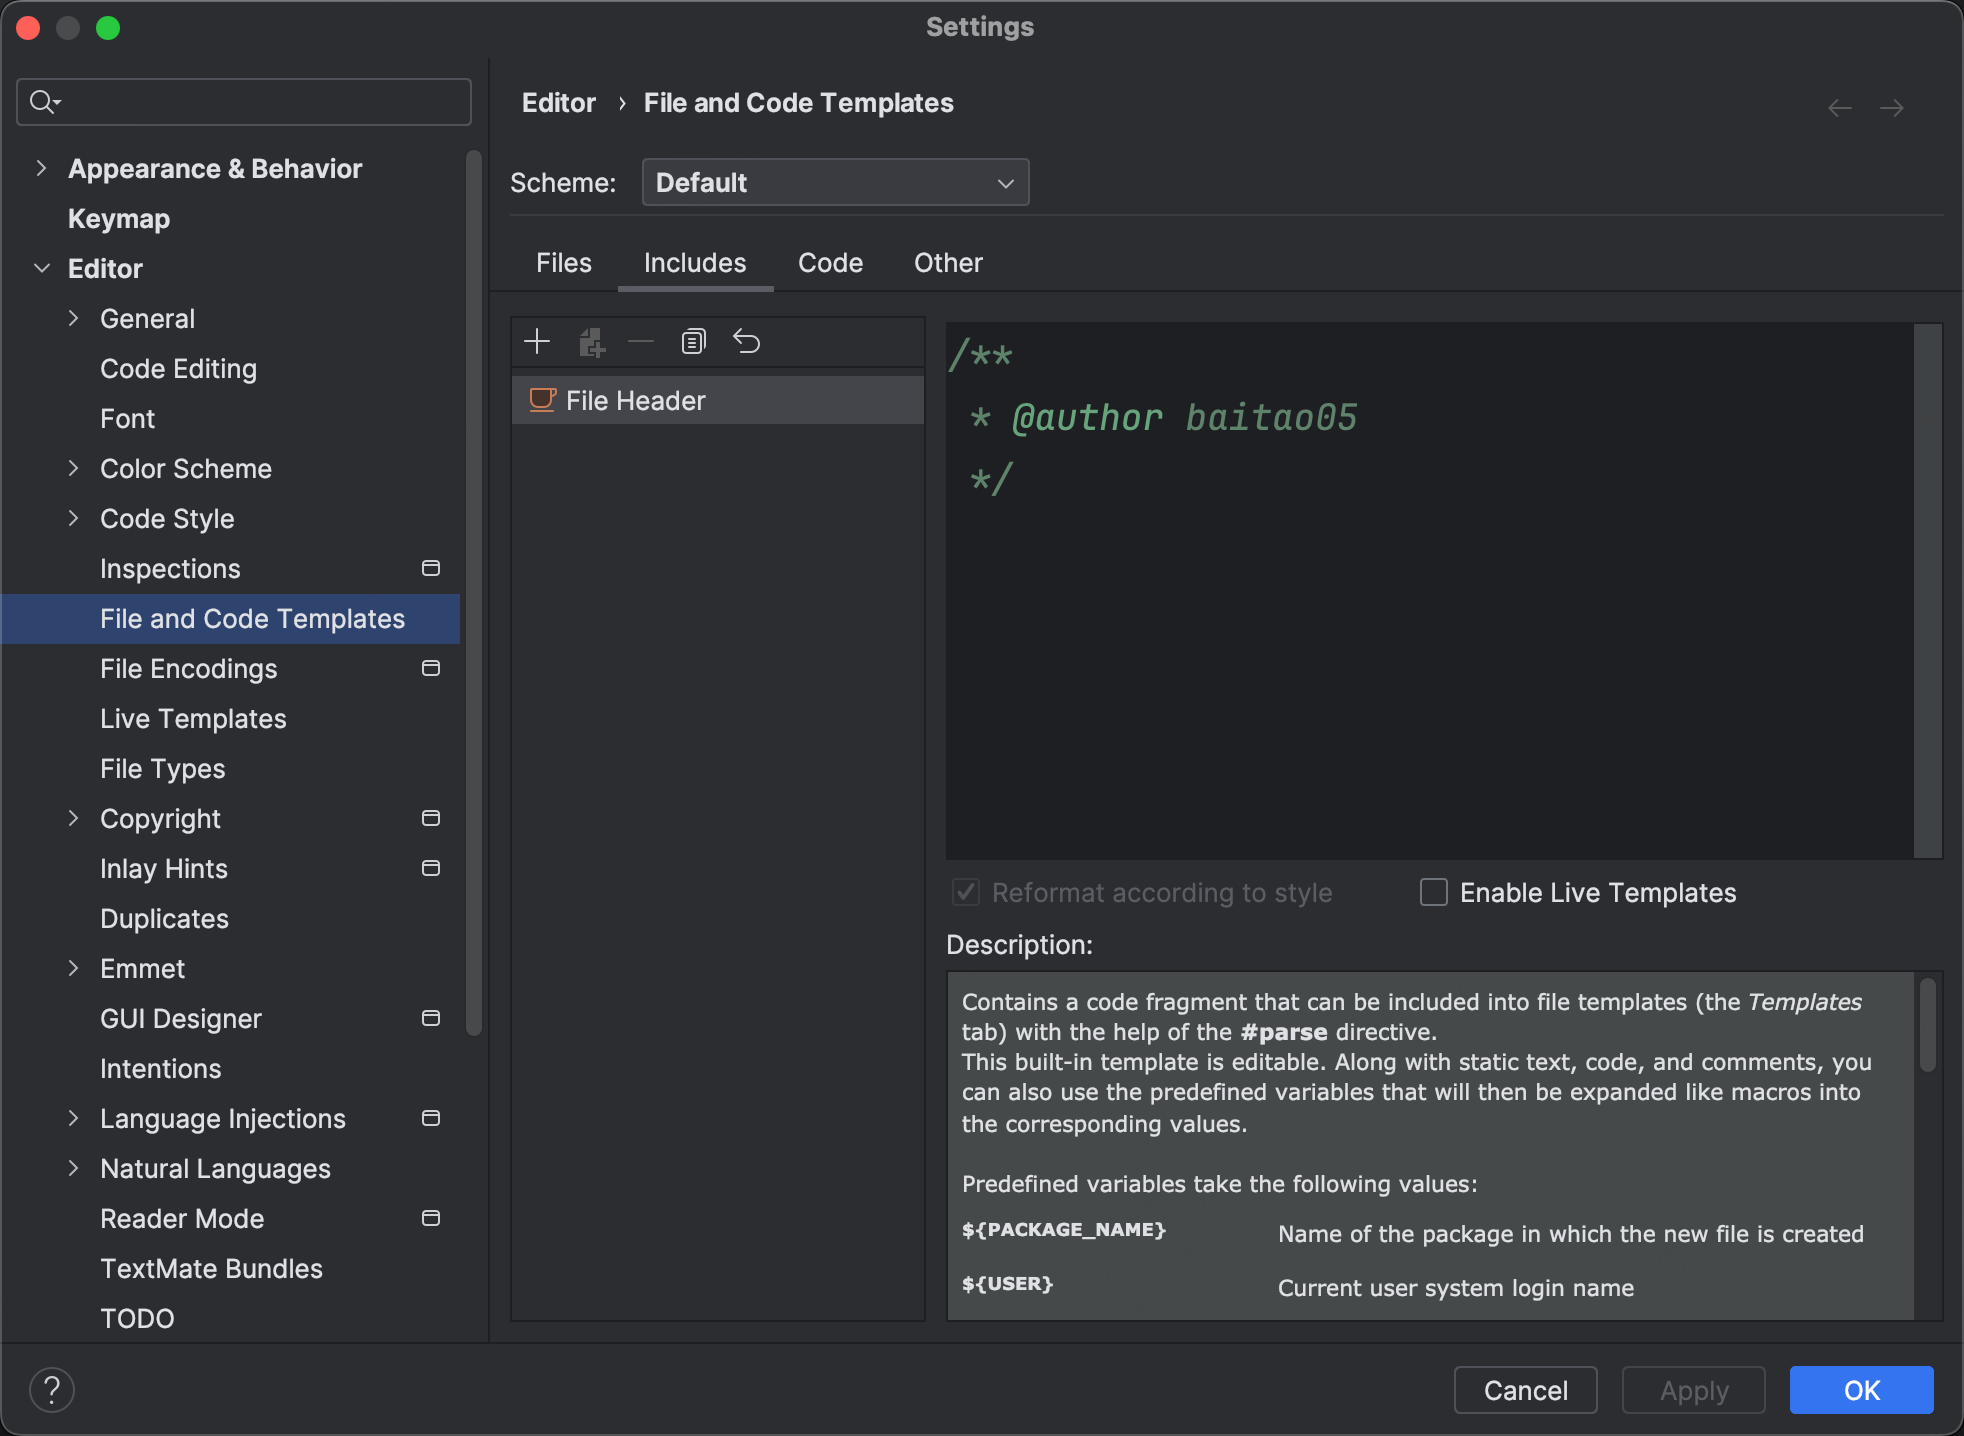 Settings
Appearance & Behavior
Keymap
Editor
General
Code Editing
Font
Color Scheme
Code Style
Inspections
File and Code Templates
File Encodings
Live Templates
File Types
Copyright
Inlay Hints
Duplicates
Emmet
GUI Designer
Intentions
Language Injections
Natural Languages
Reader Mode
TextMate Bundles
TODO
Editor › File and Code Templates
Scheme: Default
Files Includes Code Other
File Header
/**
 * @author baitao05
 */
Reformat according to style Enable Live Templates
Description:
Contains a code fragment that can be included into file templates (the Templates
tab) with the help of the #parse directive.
This built-in template is editable. Along with static text, code, and comments, you
can also use the predefined variables that will then be expanded like macros into
the corresponding values.
Predefined variables take the following values:
${PACKAGE_NAME} Name of the package in which the new file is created
${USER} Current user system login name
? Cancel Apply OK